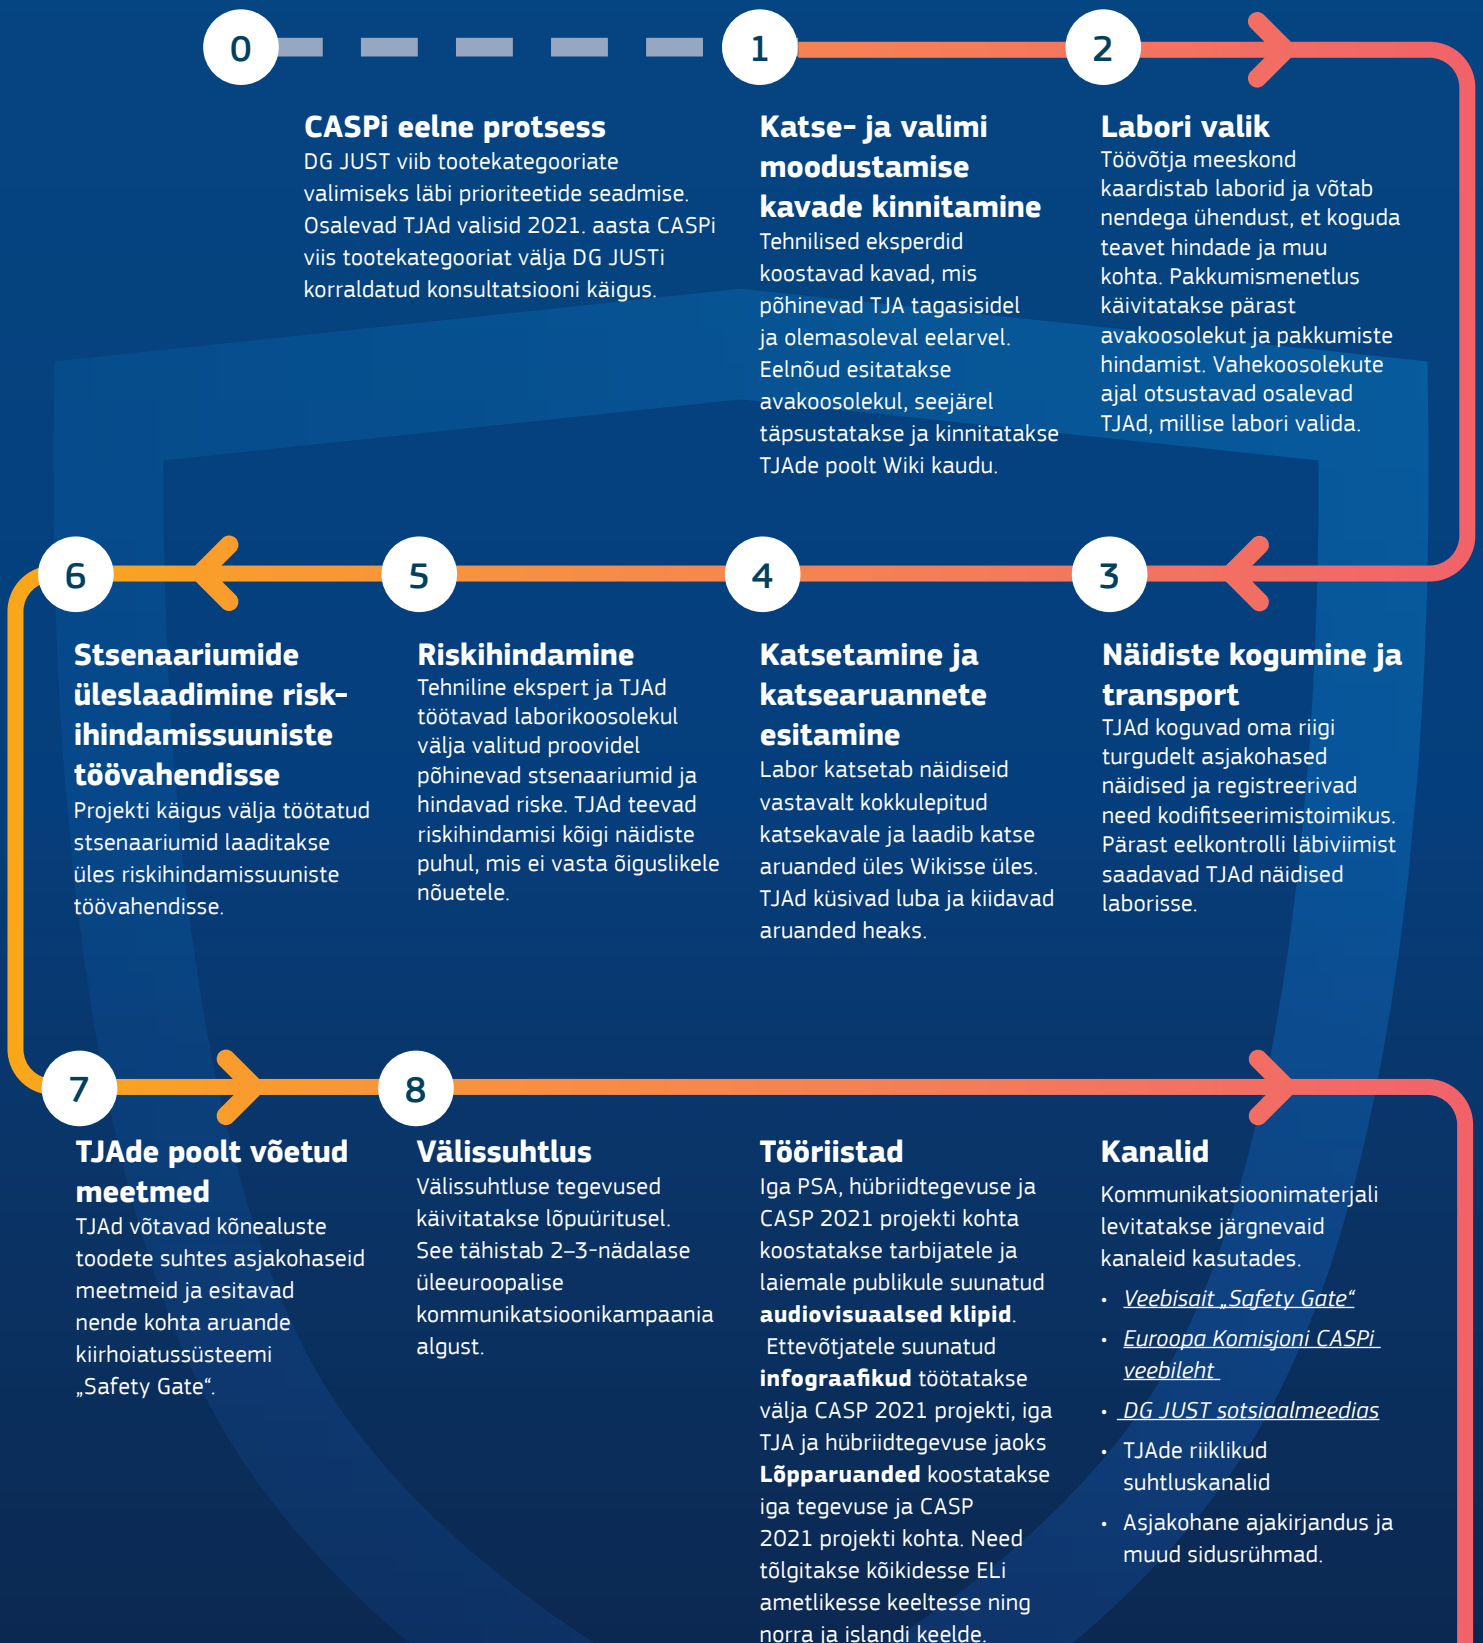 0
CASPi eelne protsess
DG JUST viib tootekategooriate
valimiseks läbi prioriteetide seadmise.
Osalevad TJAd valisid 2021. aasta CASPi
viis tootekategooriat välja DG JUSTi
korraldatud konsultatsiooni käigus.
1
Katse- ja valimi
moodustamise
kavade kinnitamine
Tehnilised eksperdid
koostavad kavad, mis
põhinevad TJA tagasisidel
ja olemasoleval eelarvel.
Eelnõud esitatakse
avakoosolekul, seejärel
täpsustatakse ja kinnitatakse
TJAde poolt Wiki kaudu.
2
Labori valik
Töövõtja meeskond
kaardistab laborid ja võtab
nendega ühendust, et koguda
teavet hindade ja muu
kohta. Pakkumismenetlus
käivitatakse pärast
avakoosolekut ja pakkumiste
hindamist. Vahekoosolekute
ajal otsustavad osalevad
TJAd, millise labori valida.
3
Näidiste kogumine ja
transport
TJAd koguvad oma riigi
turgudelt asjakohased
näidised ja registreerivad
need kodifitseerimistoimikus.
Pärast eelkontrolli läbiviimist
saadavad TJAd näidised
laborisse.
4
Katsetamine ja
katsearuannete
esitamine
Labor katsetab näidiseid
vastavalt kokkulepitud
katsekavale ja laadib katse
aruanded üles Wikisse üles.
TJAd küsivad luba ja kiidavad
aruanded heaks.
5
Riskihindamine
Tehniline ekspert ja TJAd
töötavad laborikoosolekul
välja valitud proovidel
põhinevad stsenaariumid ja
hindavad riske. TJAd teevad
riskihindamisi kõigi näidiste
puhul, mis ei vasta õiguslikele
nõuetele.
6
Stsenaariumide
üleslaadimine risk-
ihindamissuuniste
töövahendisse
Projekti käigus välja töötatud
stsenaariumid laaditakse
üles riskihindamissuuniste
töövahendisse.
7
TJAde poolt võetud
meetmed
TJAd võtavad kõnealuste
toodete suhtes asjakohaseid
meetmeid ja esitavad
nende kohta aruande
kiirhoiatussüsteemi
„Safety Gate“.
8
Välissuhtlus
Välissuhtluse tegevused
käivitatakse lõpuüritusel.
See tähistab 2–3-nädalase
üleeuroopalise
kommunikatsioonikampaania
algust.
Tööriistad
Iga PSA, hübriidtegevuse ja
CASP 2021 projekti kohta
koostatakse tarbijatele ja
laiemale publikule suunatud
audiovisuaalsed klipid.
Ettevõtjatele suunatud
infograafikud töötatakse
välja CASP 2021 projekti, iga
TJA ja hübriidtegevuse jaoks
Lõpparuanded koostatakse
iga tegevuse ja CASP
2021 projekti kohta. Need
tõlgitakse kõikidesse ELi
ametlikesse keeltesse ning
norra ja islandi keelde.
Kanalid
Kommunikatsioonimaterjali
levitatakse järgnevaid
kanaleid kasutades.
• Veebisait „Safety Gate“
• Euroopa Komisjoni CASPi
veebileht
• DG JUST sotsiaalmeedias
• TJAde riiklikud
suhtluskanalid
• Asjakohane ajakirjandus ja
muud sidusrühmad.